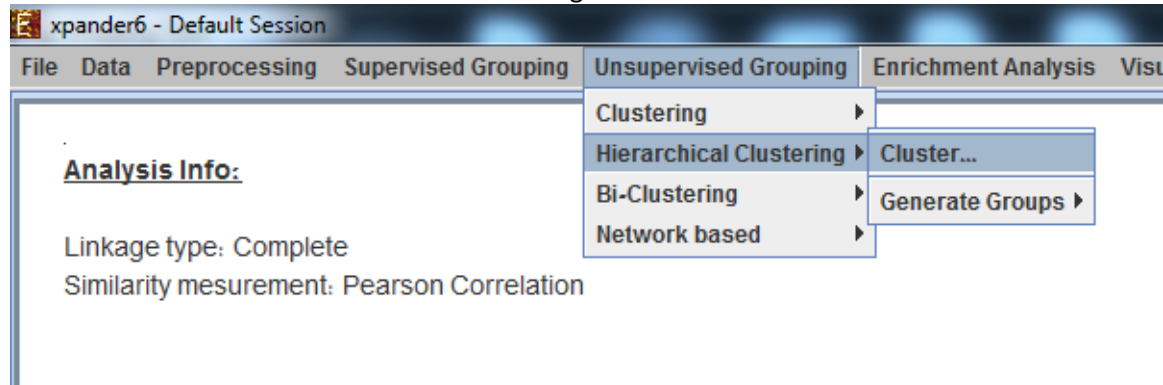 xpander6 - Default Session
File Data Preprocessing Supervised Grouping Unsupervised Grouping Enrichment Analysis Visu
Clustering
Hierarchical Clustering
Cluster...
Bi-Clustering
Generate Groups
Network based
Analysis Info:
Linkage type: Complete
Similarity mesurement: Pearson Correlation